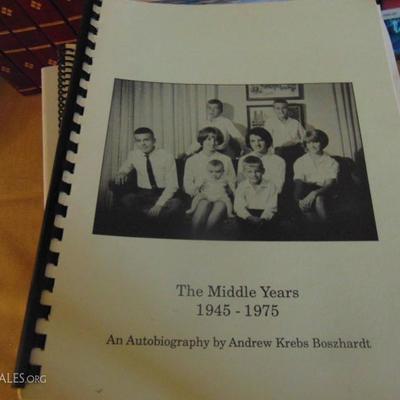 The Middle Years
1945 - 1975
An Autobiography by Andrew Krebs Boszhardt
ALES.ORG